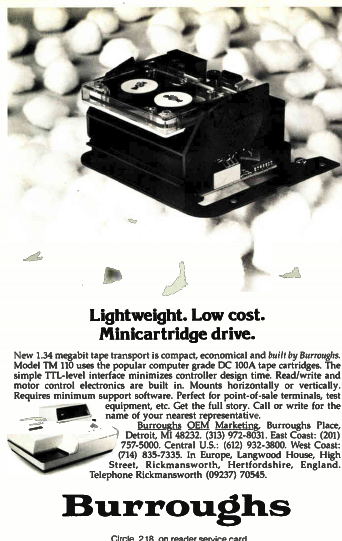 Lightweight. Low cost.
Minicartridge drive.
New 1.34 megabit tape transport is compact, economical and built by Burroughs.
Model TM 110 uses the popular computer grade DC 100A tape cartridges. The
simple TTL-level interface minimizes controller design time. Read/write and
motor control electronics are built in. Mounts horizontally or vertically.
Requires minimum support software. Perfect for point-of-sale terminals, test
equipment, etc. Get the full story. Call or write for the
name of your nearest representative.
Burroughs OEM Marketing, Burroughs Place,
Detroit, MI 48232. (313) 972-8031. East Coast: (201)
757-5000. Central U.S.: (612) 932-3800. West Coast:
(714) 835-7335. In Europe, Langwood House, High
Street, Rickmansworth, Hertfordshire, England.
Telephone Rickmansworth (09237) 70545.
Burroughs
Circle 218 on reader service card